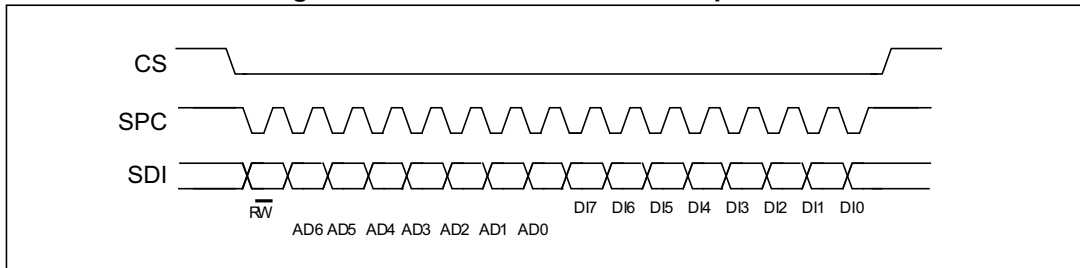 CS
SPC
SDI
RW
DI7 DI6 DI5 DI4 DI3 DI2 DI1 DI0
AD6 AD5 AD4 AD3 AD2 AD1 AD0